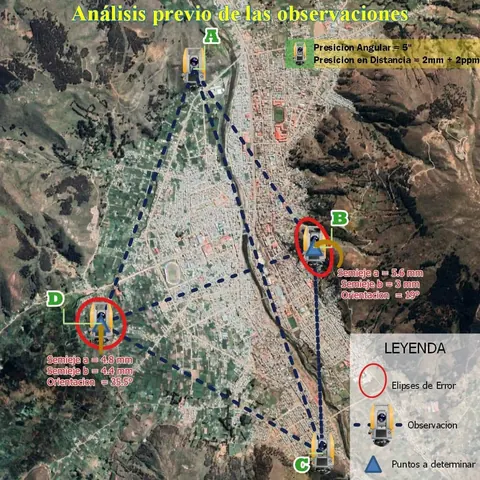 Análisis previo de las observaciones
A
Presicion Angular = 5"
Presicion en Distancia = 2mm + 2ppm
B
Semieje a = 5.6 mm
Semieje b = 3 mm
Orientacion = 19°
D
Semieje a = 4.8 mm
Semieje b = 4.4 mm
Orientacion = 35.5°
C
LEYENDA
Elipses de Error
Observacion
Puntos a determinar